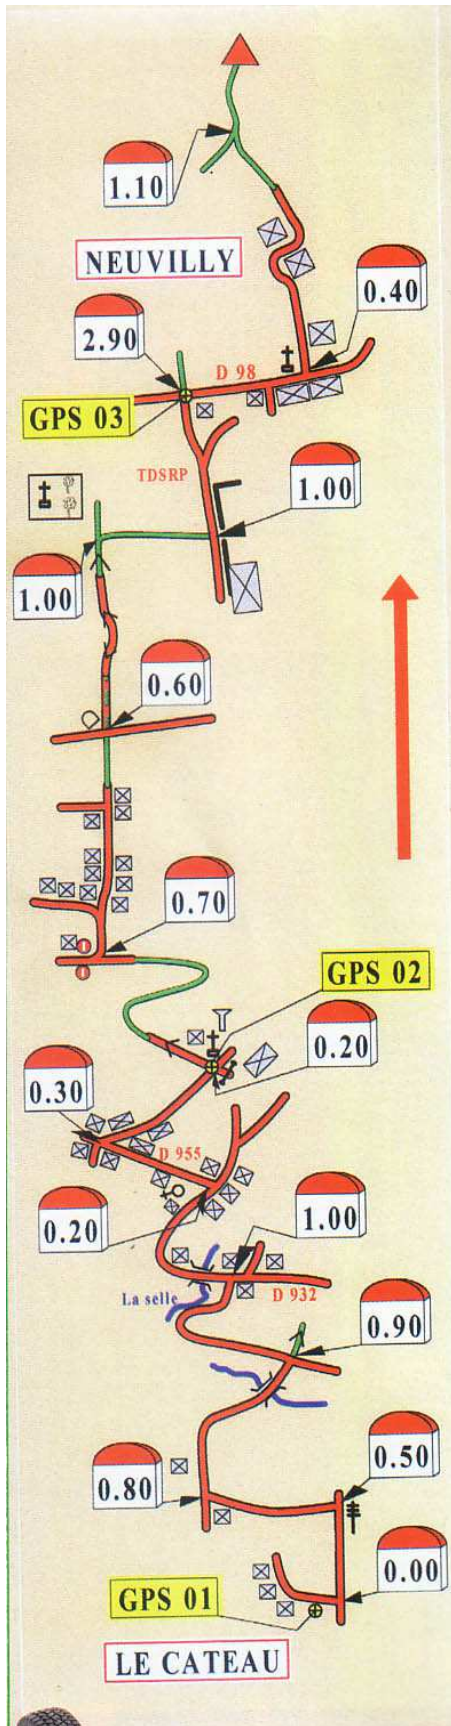 1.10
NEUVILLY
0.40
2.90
D 98
GPS 03
TDSRP
1.00
1.00
0.60
0.70
GPS 02
0.20
0.30
D 955
0.20
1.00
La selle
D 932
0.90
0.50
0.80
0.00
GPS 01
LE CATEAU